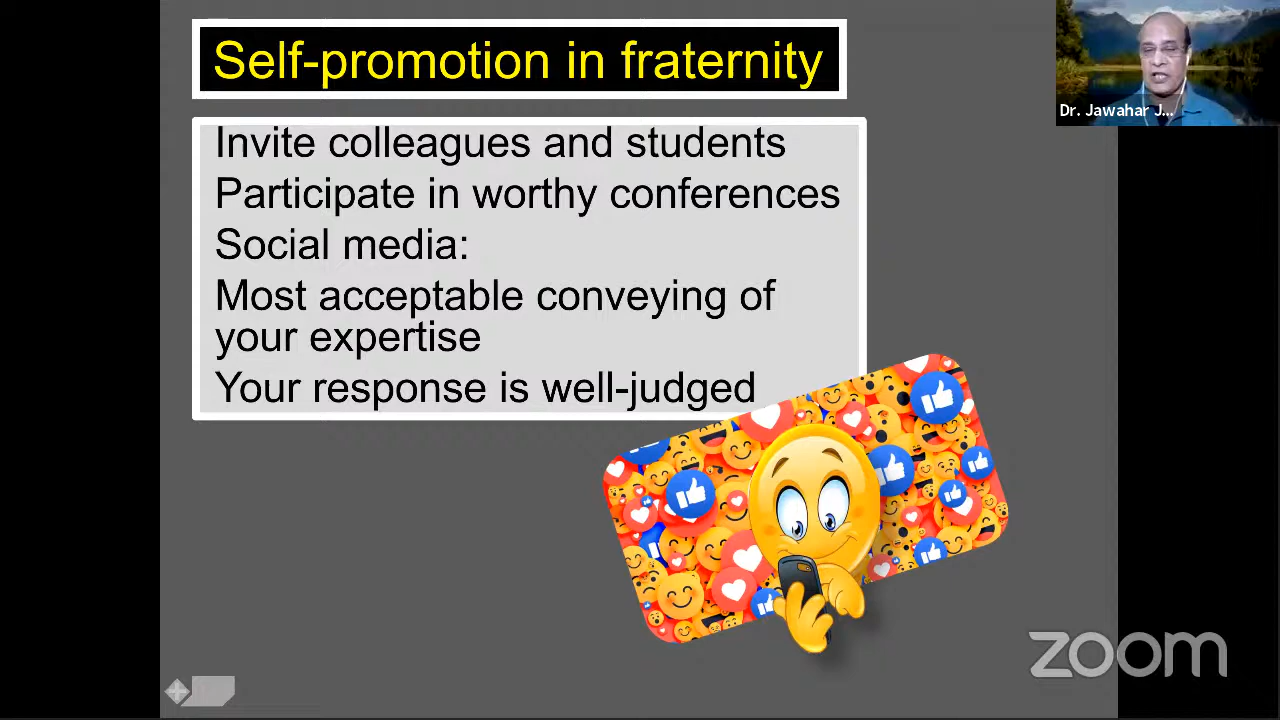 Self-promotion in fraternity
Invite colleagues and students
Participate in worthy conferences
Social media:
Most acceptable conveying of
your expertise
Your response is well-judged
Dr. Jawahar J...
zoom